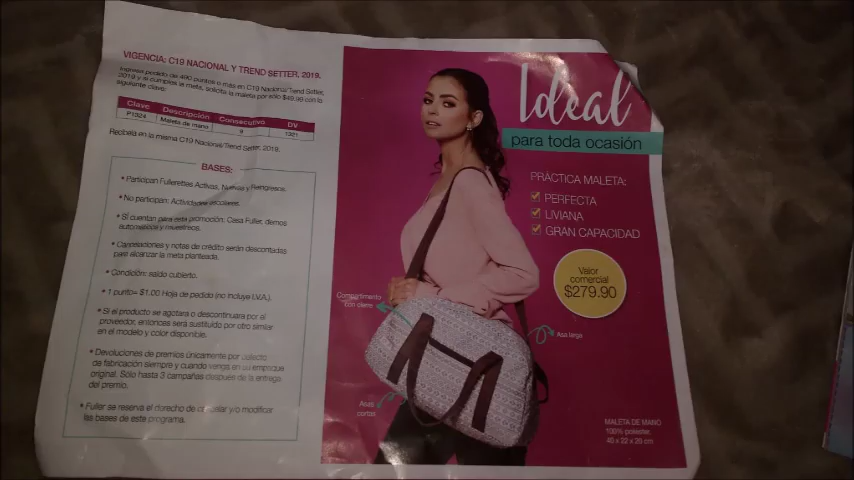 VIGENCIA: C19 NACIONAL Y TREND SETTER, 2019.
Ingresa pedido de 490 puntos o más en C19 Nacional/Trend Setter,
2019 y si cumples la meta, solicita la maleta por sólo $49.99 con la
siguiente clave:
Clave Descripción Consecutivo DV
P1324 Maleta de mano 9 1321
Recíbela en la misma C19 Nacional/Trend Setter, 2019.
BASES:
• Participan Fullerettes Activas, Nuevas y Reingresos.
• No participan: Actividades escolares.
• Sí cuentan para esta promoción: Casa Fuller, demos
automáticos y muestreos.
• Cancelaciones y notas de crédito serán descontadas
para alcanzar la meta planteada.
• Condición: saldo cubierto.
• 1 punto= $1.00 Hoja de pedido (no incluye I.V.A.).
• Si el producto se agotara o descontinuara por el
proveedor, entonces será sustituido por otro similar
en el modelo y color disponible.
• Devoluciones de premios únicamente por defecto
de fabricación siempre y cuando vengan en su empaque
original. Sólo hasta 3 campañas después de la entrega
del premio.
• Fuller se reserva el derecho de cancelar y/o modificar
las bases de este programa.
Ideal
para toda ocasión
PRÁCTICA MALETA:
PERFECTA
LIVIANA
GRAN CAPACIDAD
Valor
comercial
$279.90
Compartimento
con cierre
Asa larga
Asas
cortas
MALETA DE MANO
100% poliéster.
45 x 22 x 26 cm